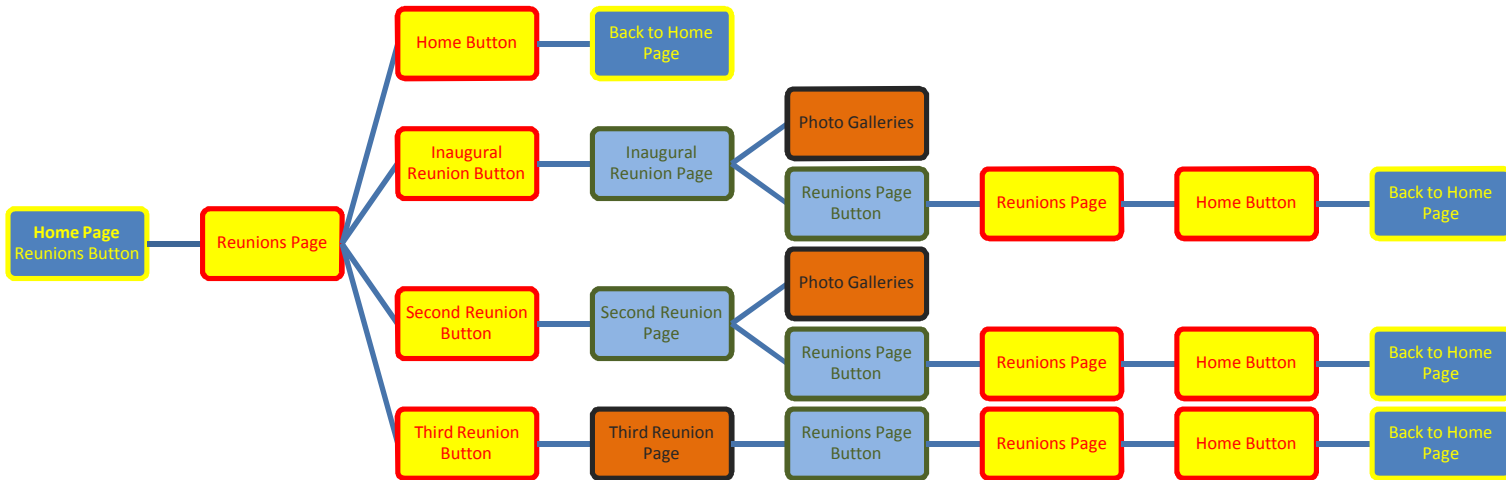 Home Page
Reunions Button
Reunions Page
Home Button
Back to Home
Page
Inaugural
Reunion Button
Inaugural
Reunion Page
Photo Galleries
Reunions Page
Button
Reunions Page
Home Button
Back to Home
Page
Second Reunion
Button
Second Reunion
Page
Photo Galleries
Reunions Page
Button
Reunions Page
Home Button
Back to Home
Page
Third Reunion
Button
Third Reunion
Page
Reunions Page
Button
Reunions Page
Home Button
Back to Home
Page